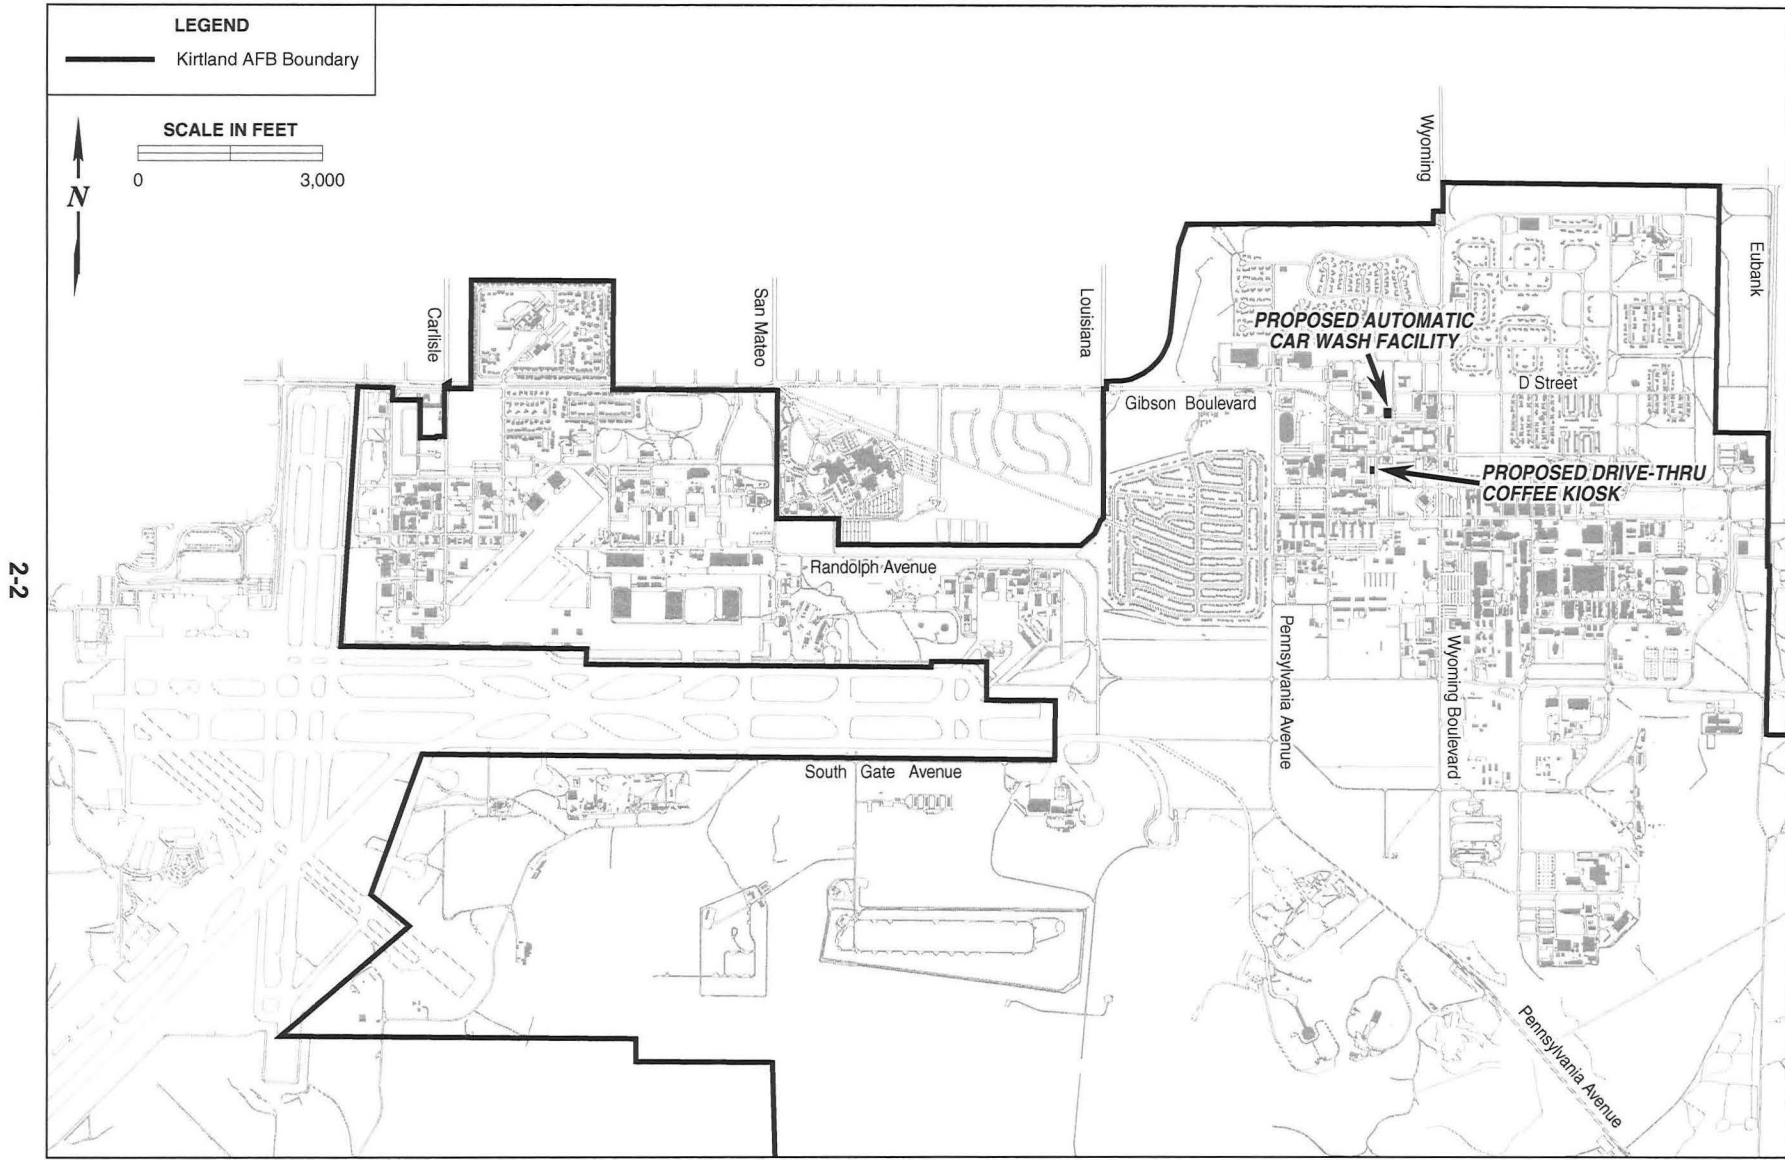 LEGEND
Kirtland AFB Boundary
SCALE IN FEET
0 3,000
N
Wyoming
Eubank
Carlisle
San Mateo
Louisiana
PROPOSED AUTOMATIC
CAR WASH FACILITY
D Street
Gibson Boulevard
PROPOSED DRIVE-THRU
COFFEE KIOSK
Randolph Avenue
2-2
Pennsylvania Avenue
Wyoming Boulevard
South Gate Avenue
Pennsylvania Avenue